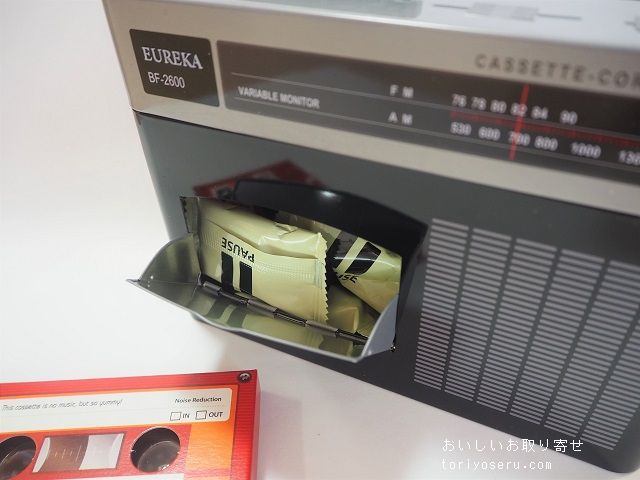 EUREKA
BF-2600
CASSETTE-COR
FM
76 78 80 82 84 90
VARIABLE MONITOR
AM
530 600 700 800 1000 130
PAUSE
This cassette is no music, but so yummy!
Noise Reduction
IN OUT
おいしいお取り寄せ
toriyoseru.com